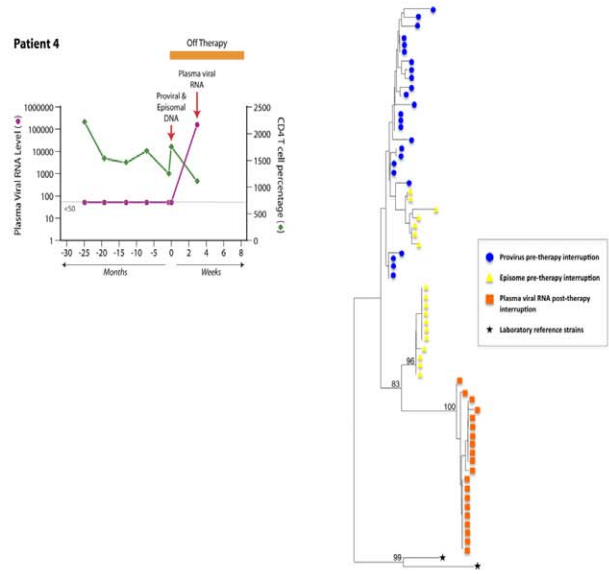 Patient 4
Off Therapy
Plasma viral
RNA
Proviral &
Episomal
DNA
Plasma Viral RNA Level (●)
1000000
100000
10000
1000
100
10
1
<50
2500
2000
1500
1000
500
0
CD4 T cell percentage (◆)
-30 -25 -20 -15 -10 -5 0 2 4 6 8
Months
Weeks
96
83
100
99
Provirus pre-therapy interruption
Episome pre-therapy interruption
Plasma viral RNA post-therapy
interruption
Laboratory reference strains